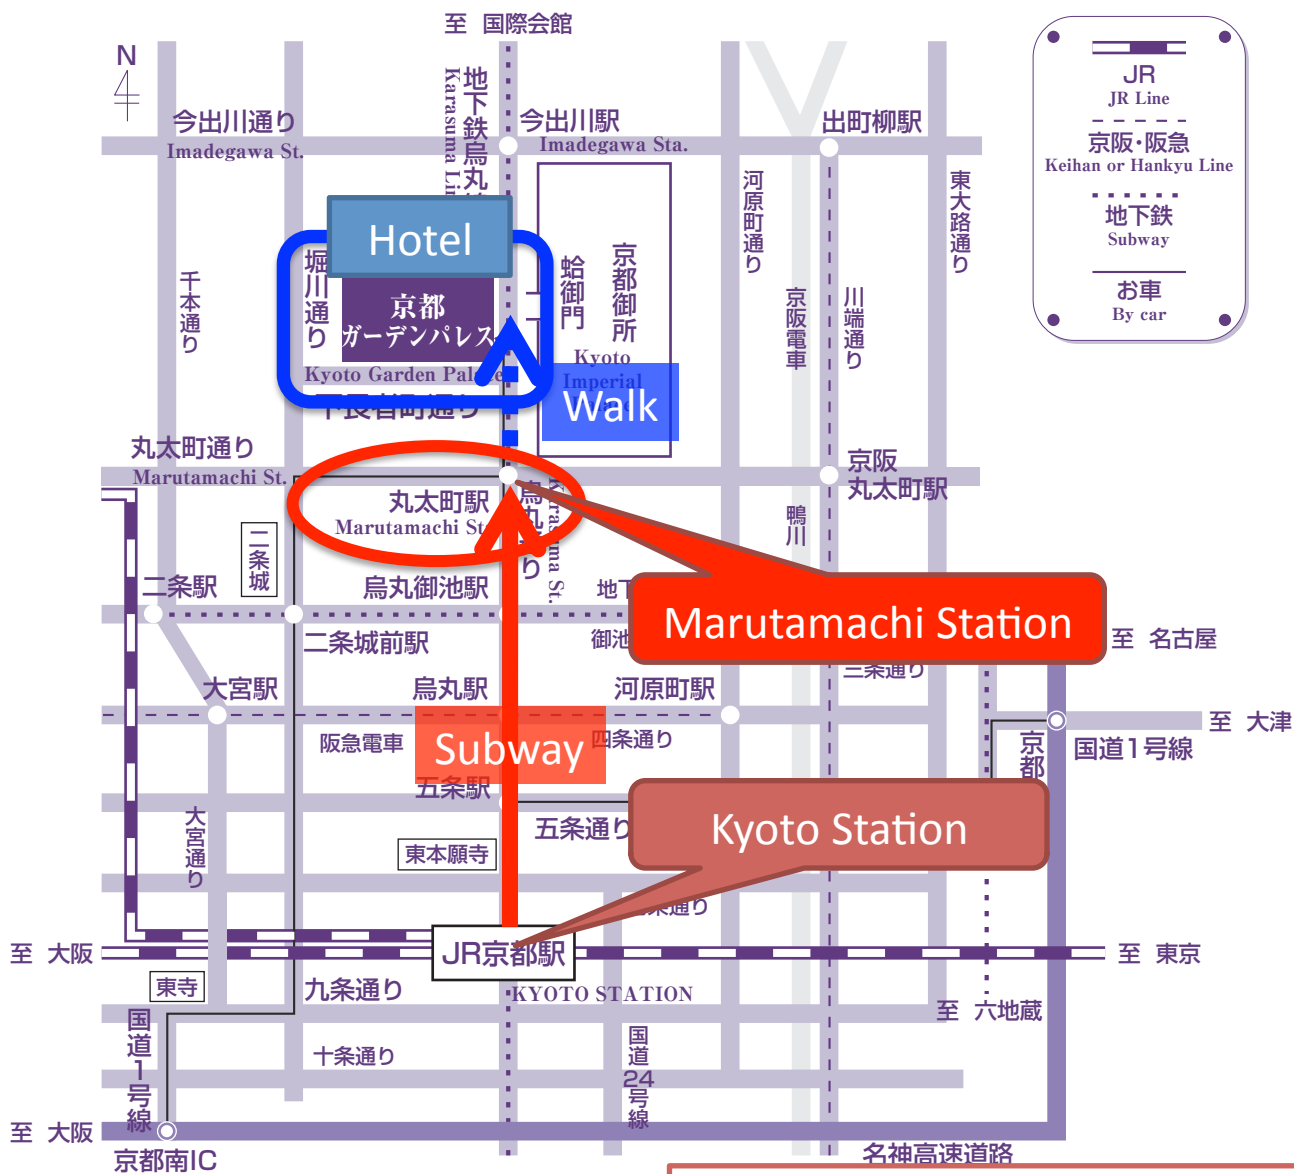 至 国際会館
N
JR
JR Line
京阪・阪急
Keihan or Hankyu Line
地下鉄
Subway
お車
By car
地下鉄烏丸
Karasuma
今出川通り
Imadegawa St.
今出川駅
Imadegawa Sta.
出町柳駅
河原町通り
東大路通り
Hotel
堀川通り
千本通り
京都
ガーデンパレス
Kyoto Garden
蛤御門
京都御所
Kyoto
Imperial
京阪電車
川端通り
Walk
下長者町通り
丸太町通り
Marutamachi St.
丸太町駅
Marutamachi
京阪
丸太町駅
鴨川
二条城
二条駅
烏丸御池駅
二条城前駅
Marutamachi Station
至 名古屋
三条通り
大宮駅
烏丸駅
河原町駅
阪急電車
四条通り
Subway
至 大津
国道1号線
京都
五条駅
五条通り
Kyoto Station
大宮通り
東本願寺
至 大阪
JR京都駅
KYOTO STATION
至 東京
東寺
九条通り
至 六地蔵
国道1号線
十条通り
国道24号線
至 大阪
京都南IC
名神高速道路